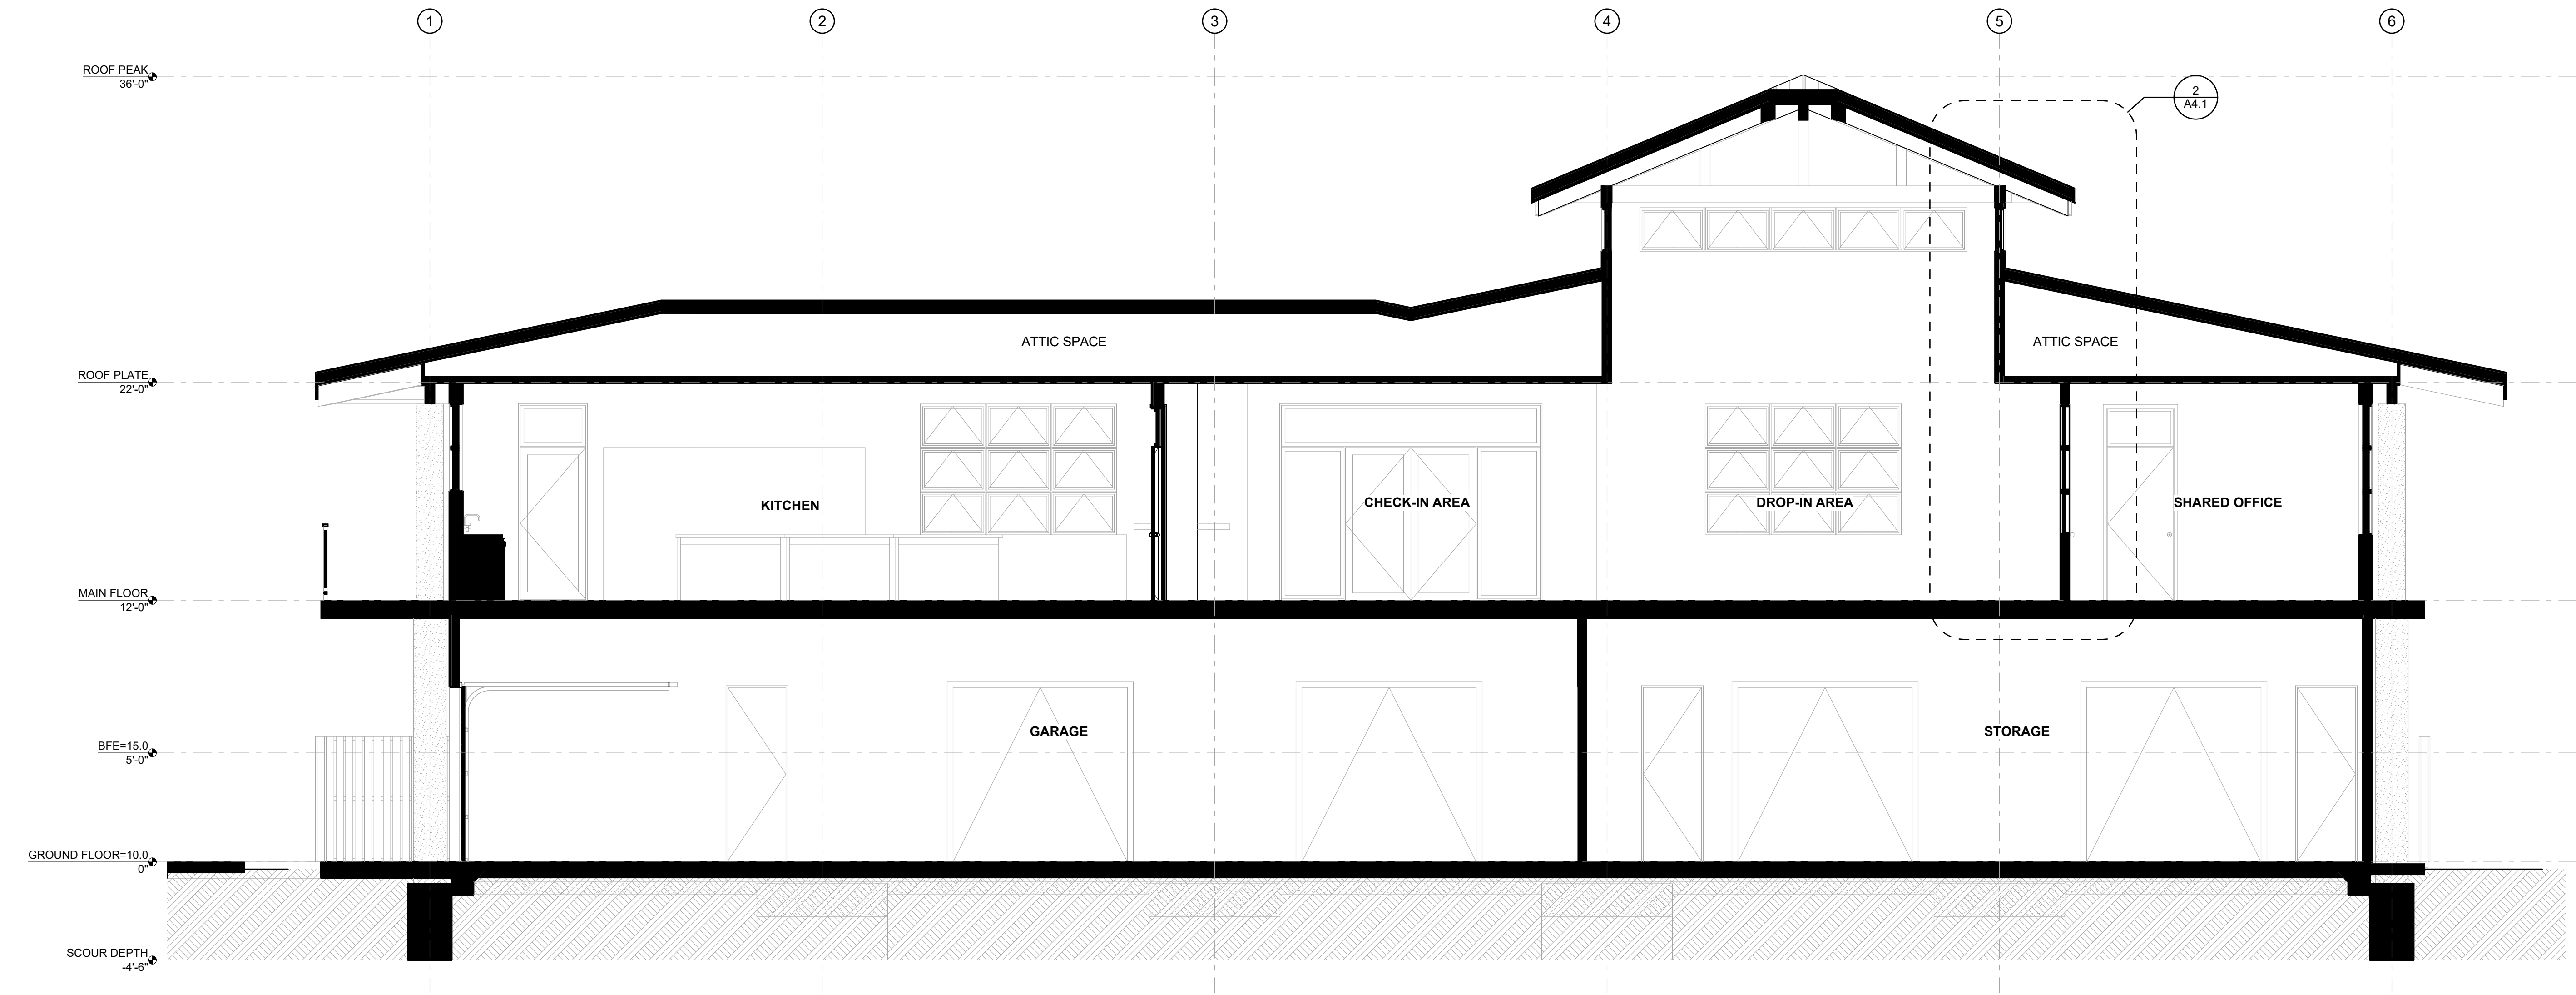 1
2
3
4
5
6
ROOF PEAK
36'-0"
2
A4.1
ATTIC SPACE
ATTIC SPACE
ROOF PLATE
22'-0"
KITCHEN
CHECK-IN AREA
DROP-IN AREA
SHARED OFFICE
MAIN FLOOR
12'-0"
GARAGE
STORAGE
BFE=15.0
5'-0"
GROUND FLOOR=10.0
0"
SCOUR DEPTH
-4'-6"